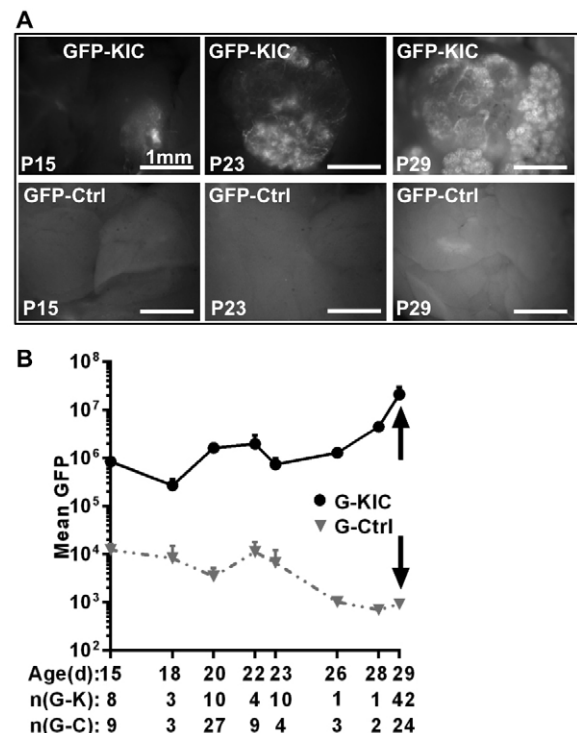 A
GFP-KIC GFP-KIC GFP-KIC
P15 1mm P23 P29
GFP-Ctrl GFP-Ctrl GFP-Ctrl
P15 P23 P29
B
Mean GFP
10^8
10^7
10^6
10^5
10^4
10^3
10^2
G-KIC
G-Ctrl
Age(d): 15 18 20 22 23 26 28 29
n(G-K): 8 3 10 4 10 1 1 42
n(G-C): 9 3 27 9 4 3 2 24